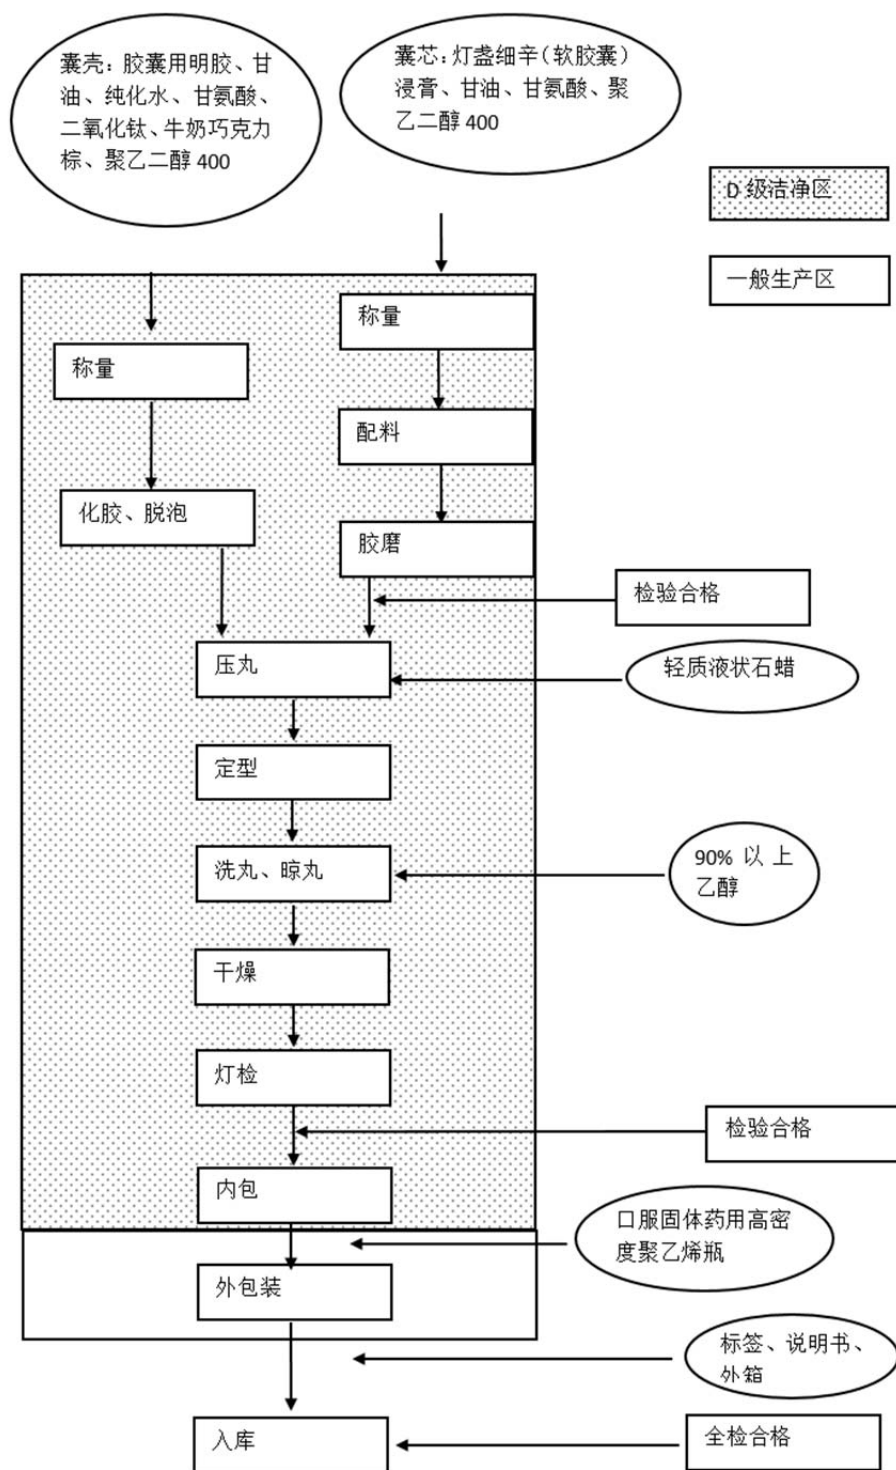 囊壳：胶囊用明胶、甘
油、纯化水、甘氨酸、
二氧化钛、牛奶巧克力
棕、聚乙二醇 400
囊芯：灯盏细辛（软胶囊）
浸膏、甘油、甘氨酸、聚
乙二醇 400
D 级洁净区
一般生产区
称量
称量
配料
化胶、脱泡
胶磨
检验合格
压丸
轻质液状石蜡
定型
洗丸、晾丸
90% 以上
乙醇
干燥
灯检
检验合格
内包
口服固体药用高密
度聚乙烯瓶
外包装
标签、说明书、
外箱
入库
全检合格